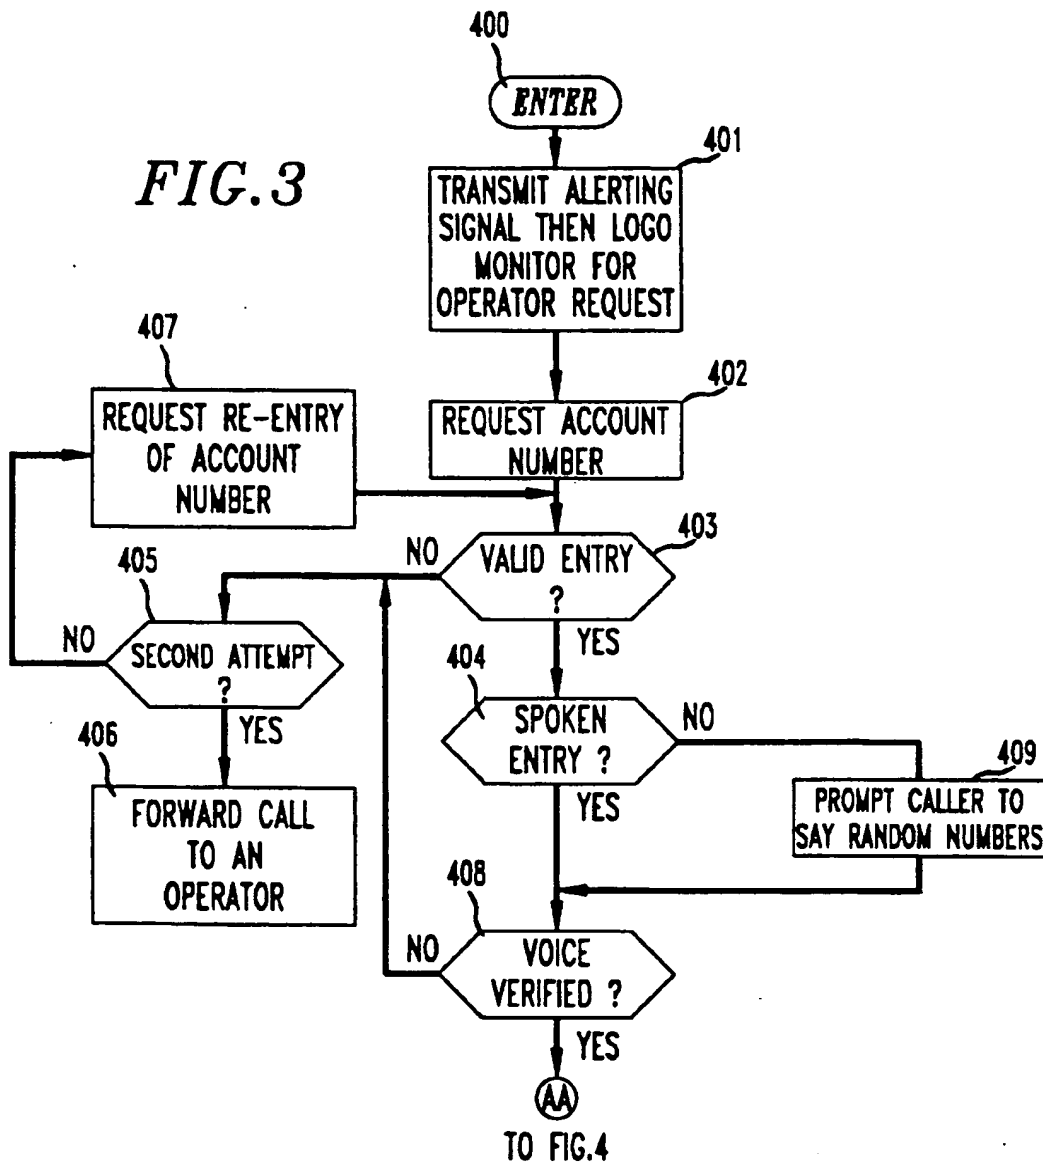 400
ENTER
FIG.3
401
TRANSMIT ALERTING
SIGNAL THEN LOGO
MONITOR FOR
OPERATOR REQUEST
407
402
REQUEST RE-ENTRY
OF ACCOUNT
NUMBER
REQUEST ACCOUNT
NUMBER
403
NO
VALID ENTRY
?
YES
405
NO
SECOND ATTEMPT
?
YES
404
SPOKEN
ENTRY ?
NO
YES
406
FORWARD CALL
TO AN
OPERATOR
409
PROMPT CALLER TO
SAY RANDOM NUMBERS
408
NO
VOICE
VERIFIED ?
YES
AA
TO FIG.4